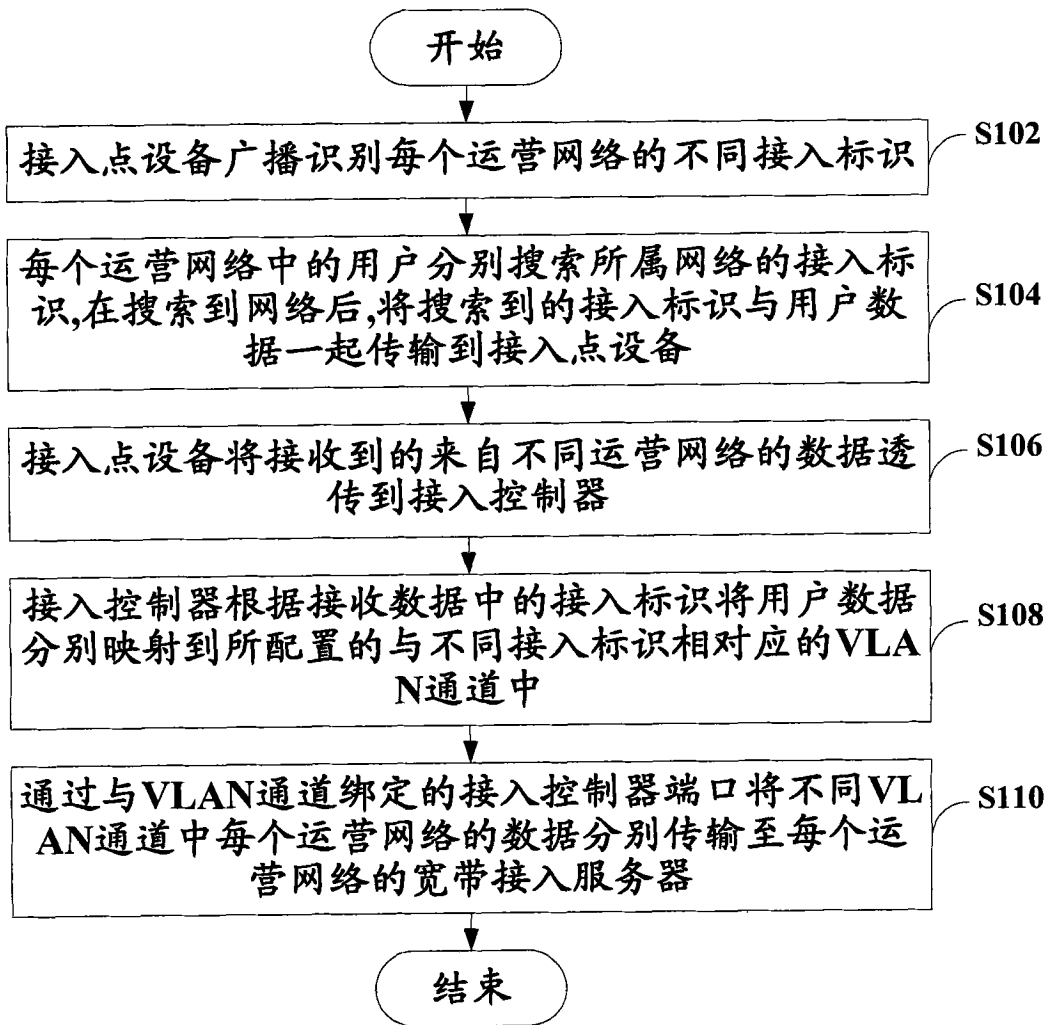 开始
接入点设备广播识别每个运营网络的不同接入标识
S102
每个运营网络中的用户分别搜索所属网络的接入标
识,在搜索到网络后,将搜索到的接入标识与用户数
据一起传输到接入点设备
S104
接入点设备将接收到的来自不同运营网络的数据透
传到接入控制器
S106
接入控制器根据接收数据中的接入标识将用户数据
分别映射到所配置的与不同接入标识相对应的VLA
N通道中
S108
通过与VLAN通道绑定的接入控制器端口将不同VL
AN通道中每个运营网络的数据分别传输至每个运
营网络的宽带接入服务器
S110
结束